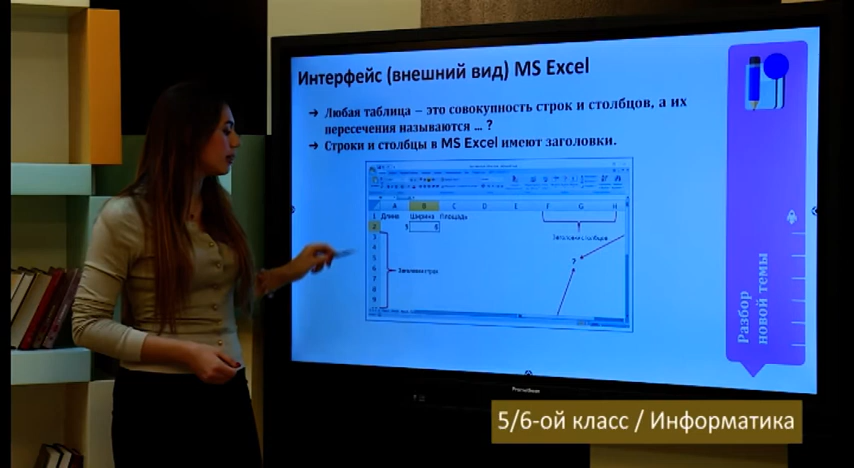 Интерфейс (внешний вид) MS Excel
➔ Любая таблица – это совокупность строк и столбцов, а их
пересечения называются ... ?
➔ Строки и столбцы в MS Excel имеют заголовки.
A B C D E F G H
1 Длина Ширина Площадь
2 5 6
3
4
5
6
7
8
9
Заголовки столбцов
?
Заголовки строк
Разбор
новой темы
Promethean
5/6-ой класс / Информатика